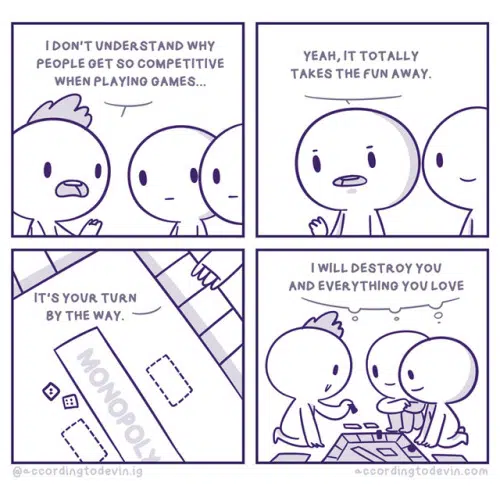 I DON'T UNDERSTAND WHY
PEOPLE GET SO COMPETITIVE
WHEN PLAYING GAMES...
YEAH, IT TOTALLY
TAKES THE FUN AWAY.
IT'S YOUR TURN
BY THE WAY.
MONOPOLY
I WILL DESTROY YOU
AND EVERYTHING YOU LOVE
@accordingtodevin.ig
accordingtodevin.com